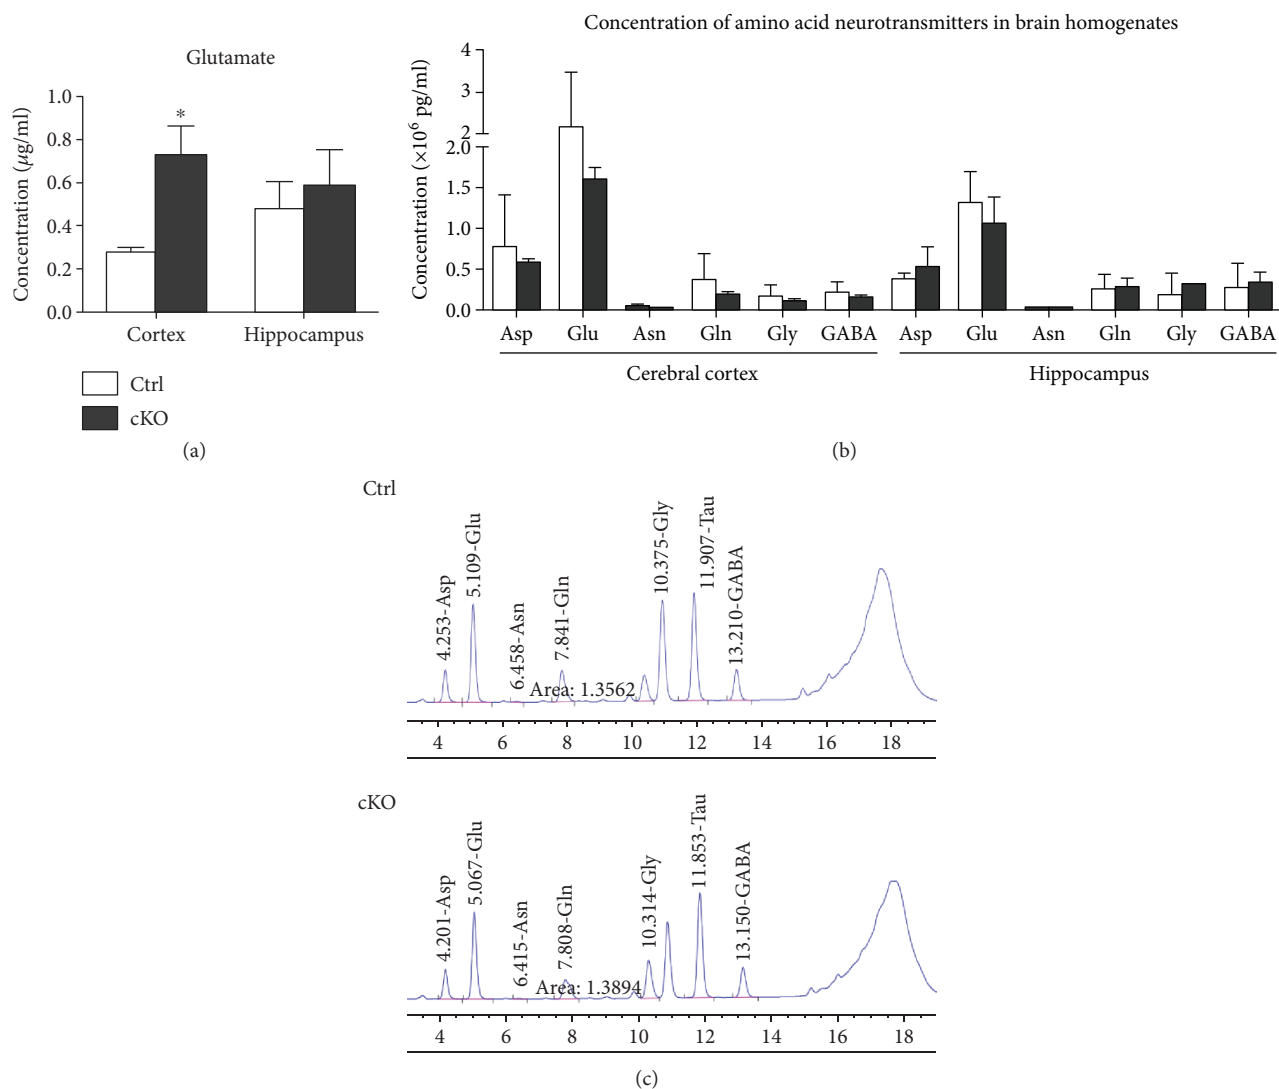 Concentration of amino acid neurotransmitters in brain homogenates
Glutamate
Concentration (μg/ml)
1.0
0.8
0.6
0.4
0.2
0.0
*
Cortex
Hippocampus
Ctrl
cKO
(a)
Concentration (×10⁶ pg/ml)
4
3
2
2.0
1.5
1.0
0.5
0.0
Asp Glu Asn Gln Gly GABA Asp Glu Asn Gln Gly GABA
Cerebral cortex
Hippocampus
(b)
Ctrl
4.253-Asp
5.109-Glu
6.458-Asn
7.841-Gln
Area: 1.3562
10.375-Gly
11.907-Tau
13.210-GABA
4 6 8 10 12 14 16 18
cKO
4.201-Asp
5.067-Glu
6.415-Asn
7.808-Gln
Area: 1.3894
10.314-Gly
11.853-Tau
13.150-GABA
4 6 8 10 12 14 16 18
(c)